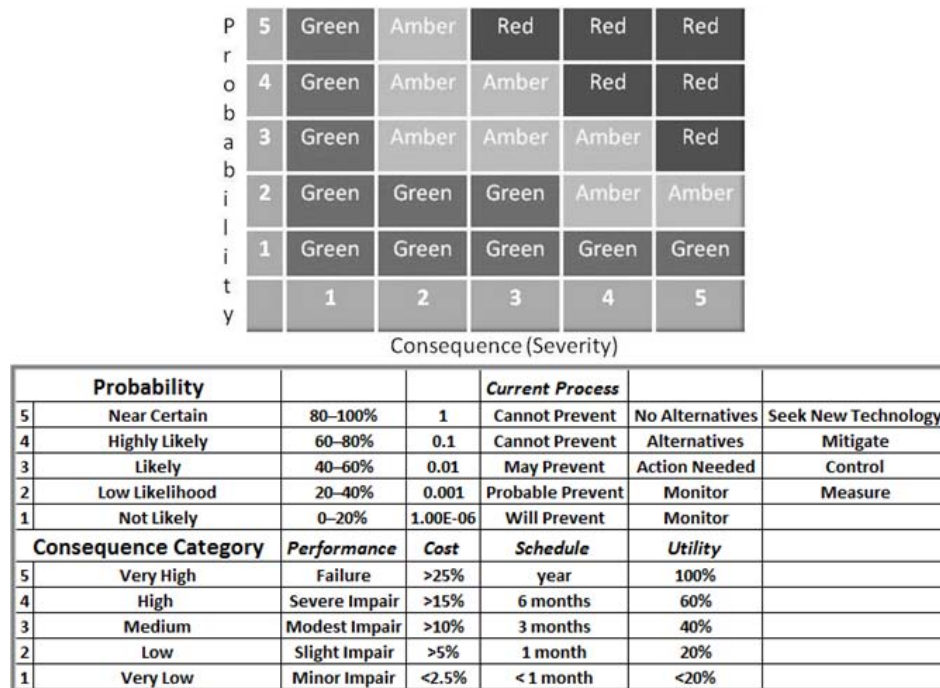 Probability
5 Green Amber Red Red Red
4 Green Amber Amber Red Red
3 Green Amber Amber Amber Red
2 Green Green Green Amber Amber
1 Green Green Green Green Green
1 2 3 4 5
Consequence (Severity)
Probability Current Process
5 Near Certain 80–100% 1 Cannot Prevent No Alternatives Seek New Technology
4 Highly Likely 60–80% 0.1 Cannot Prevent Alternatives Mitigate
3 Likely 40–60% 0.01 May Prevent Action Needed Control
2 Low Likelihood 20–40% 0.001 Probable Prevent Monitor Measure
1 Not Likely 0–20% 1.00E-06 Will Prevent Monitor
Consequence Category Performance Cost Schedule Utility
5 Very High Failure >25% year 100%
4 High Severe Impair >15% 6 months 60%
3 Medium Modest Impair >10% 3 months 40%
2 Low Slight Impair >5% 1 month 20%
1 Very Low Minor Impair <2.5% < 1 month <20%